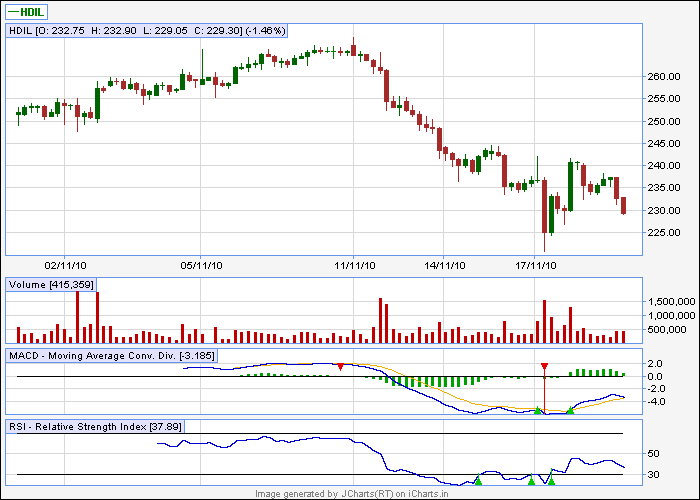 HDIL
HDIL [O: 232.75 H: 232.90 L: 229.05 C: 229.30] (-1.46%)
260.00
255.00
250.00
245.00
240.00
235.00
230.00
225.00
02/11/10 05/11/10 11/11/10 14/11/10 17/11/10
Volume [415,359]
1,500,000
1,000,000
500,000
MACD - Moving Average Conv. Div. [-3.185]
2.0
0.0
-2.0
-4.0
RSI - Relative Strength Index [37.89]
50
30
Image generated by JCharts(RT) on iCharts.in